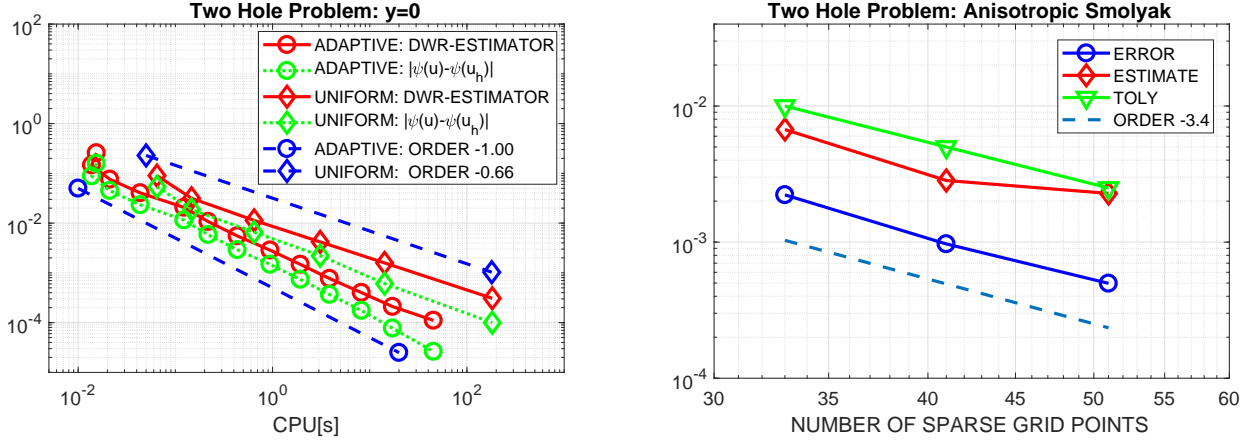 Two Hole Problem: y=0
10^2
10^0
10^-2
10^-4
ADAPTIVE: DWR-ESTIMATOR
ADAPTIVE: |ψ(u)-ψ(u_h)|
UNIFORM: DWR-ESTIMATOR
UNIFORM: |ψ(u)-ψ(u_h)|
ADAPTIVE: ORDER -1.00
UNIFORM: ORDER -0.66
10^-2 10^0 10^2
CPU[s]
Two Hole Problem: Anisotropic Smolyak
10^-2
10^-3
10^-4
ERROR
ESTIMATE
TOLY
ORDER -3.4
30 35 40 45 50 55 60
NUMBER OF SPARSE GRID POINTS